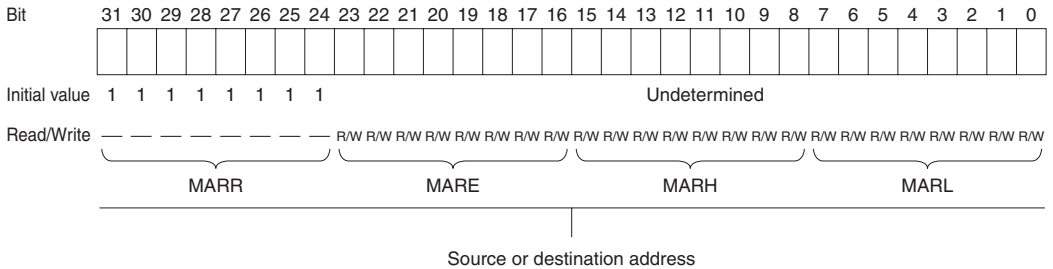 Bit 31 30 29 28 27 26 25 24 23 22 21 20 19 18 17 16 15 14 13 12 11 10 9 8 7 6 5 4 3 2 1 0
Initial value 1 1 1 1 1 1 1 1 Undetermined
Read/Write — — — — — — — — R/W R/W R/W R/W R/W R/W R/W R/W R/W R/W R/W R/W R/W R/W R/W R/W R/W R/W R/W R/W R/W R/W R/W R/W
MARR MARE MARH MARL
Source or destination address